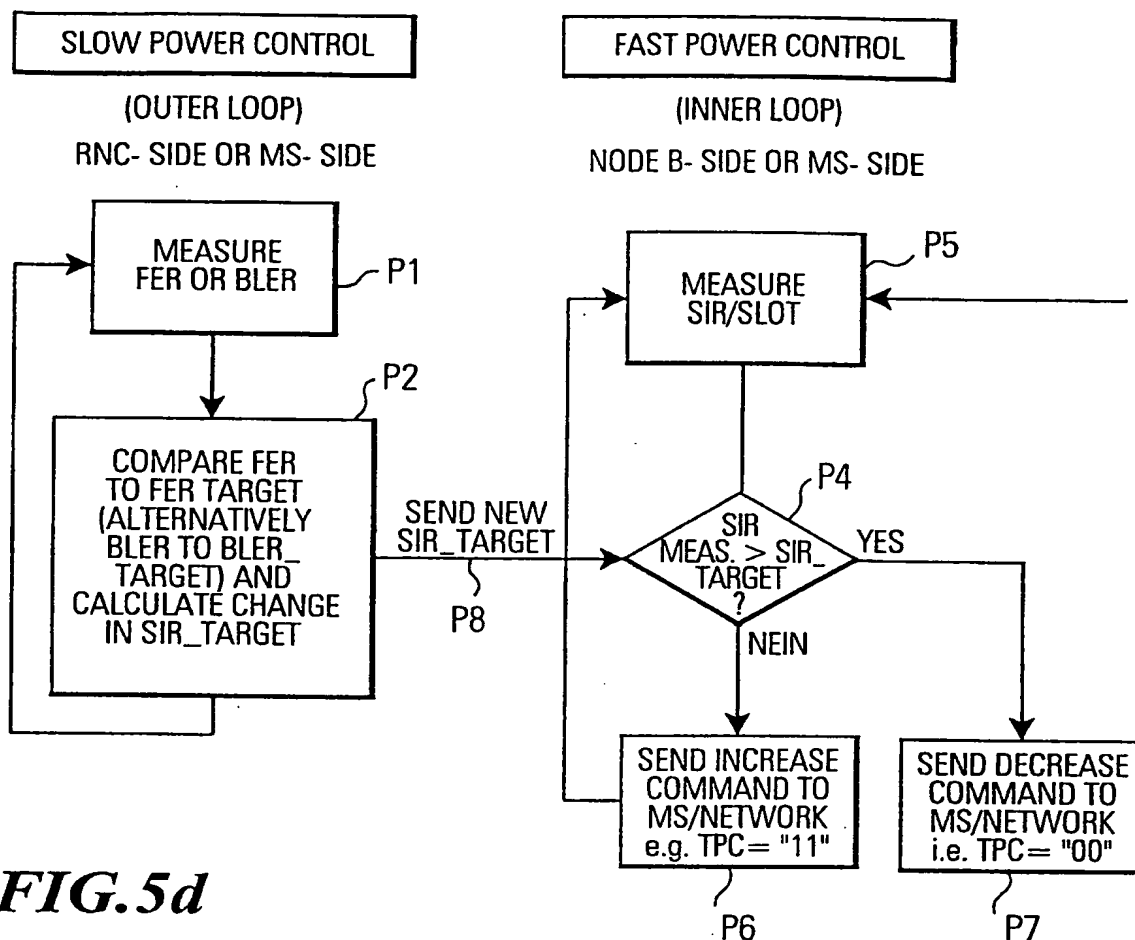 SLOW POWER CONTROL
(OUTER LOOP)
RNC- SIDE OR MS- SIDE
MEASURE
FER OR BLER
P1
P2
COMPARE FER
TO FER TARGET
(ALTERNATIVELY
BLER TO BLER_
TARGET) AND
CALCULATE CHANGE
IN SIR_TARGET
SEND NEW
SIR_TARGET
P8
FAST POWER CONTROL
(INNER LOOP)
NODE B- SIDE OR MS- SIDE
P5
MEASURE
SIR/SLOT
P4
SIR
MEAS. > SIR_
TARGET
?
YES
NEIN
SEND INCREASE
COMMAND TO
MS/NETWORK
e.g. TPC= "11"
P6
SEND DECREASE
COMMAND TO
MS/NETWORK
i.e. TPC= "00"
P7
FIG.5d